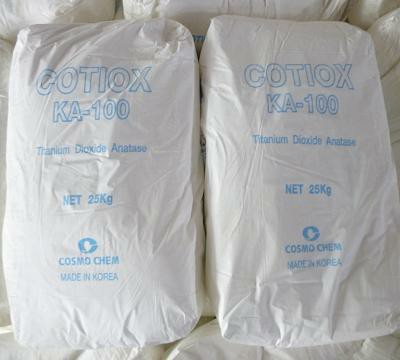 COTIOX
KA-100
Titanium Dioxide Anatase
NET 25Kg
COSMO CHEM
MADE IN KOREA
COTIOX
KA-100
Titanium Dioxide Anatase
NET 25Kg
COSMO CHEM
MADE IN KOREA